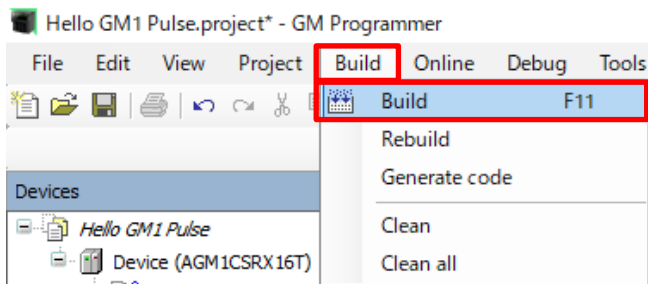 Hello GM1 Pulse.project* - GM Programmer
File Edit View Project Build Online Debug Tools
Build F11
Rebuild
Generate code
Devices
Clean
Hello GM1 Pulse
Device (AGM1CSRX16T)
Clean all